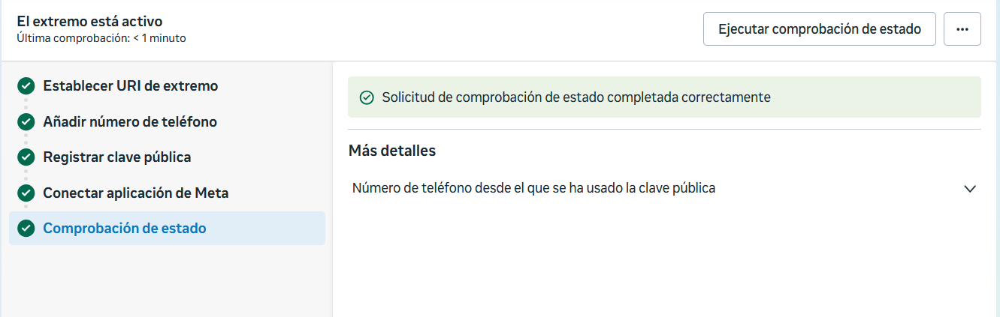 El extremo está activo
Última comprobación: < 1 minuto
Ejecutar comprobación de estado
...
Establecer URI de extremo
Añadir número de teléfono
Registrar clave pública
Conectar aplicación de Meta
Comprobación de estado
Solicitud de comprobación de estado completada correctamente
Más detalles
Número de teléfono desde el que se ha usado la clave pública